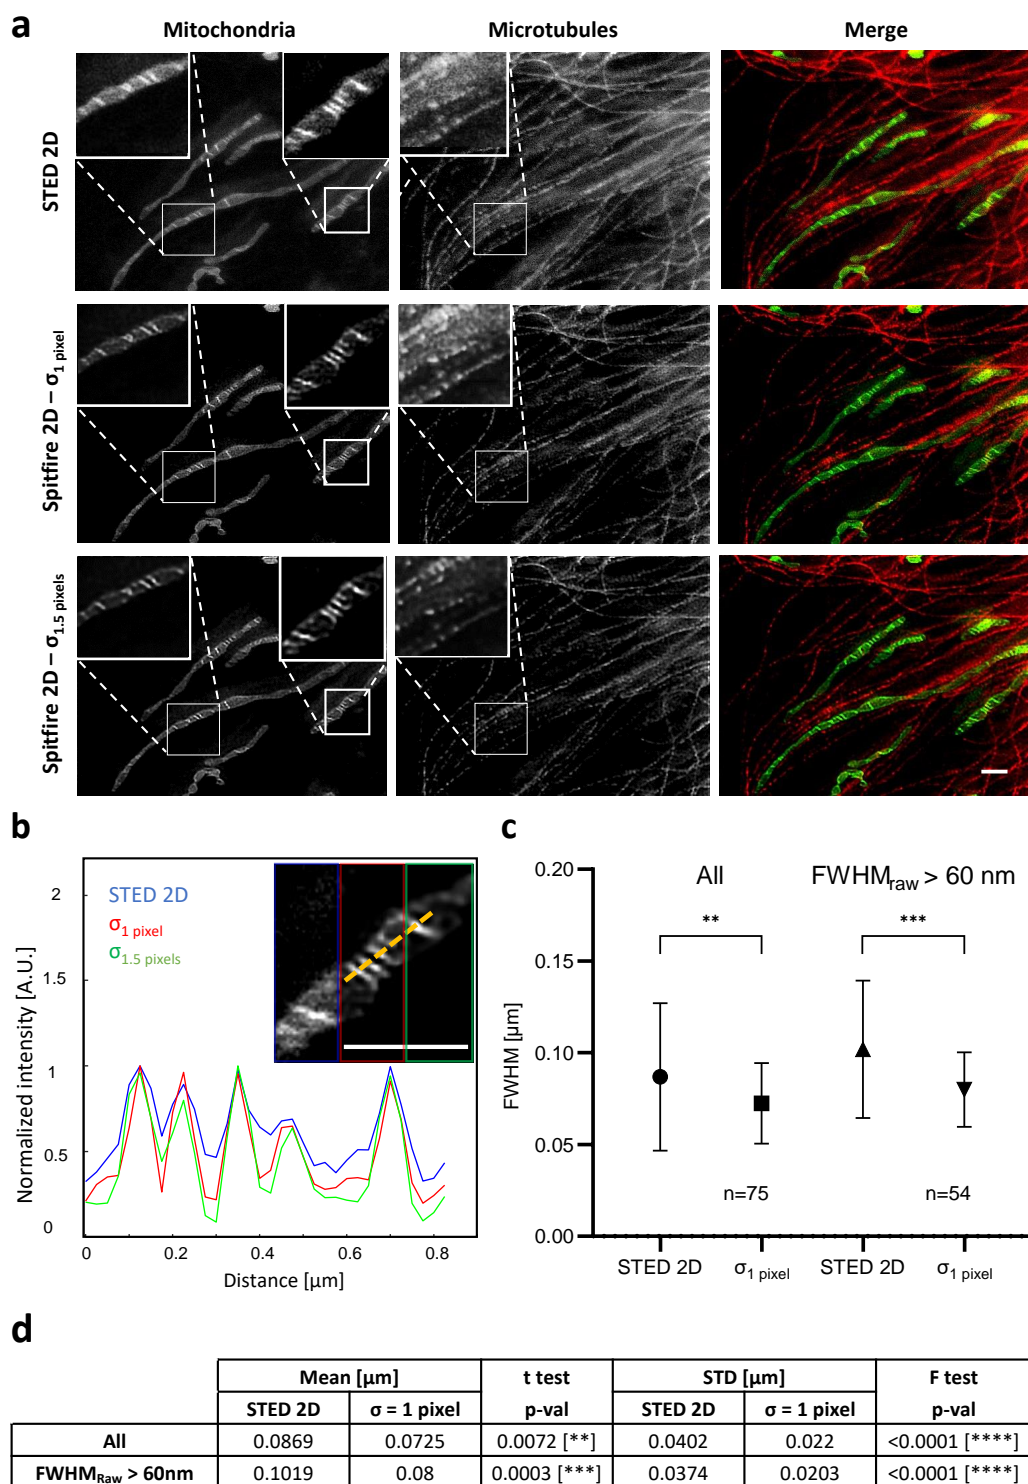 a
Mitochondria Microtubules Merge
STED 2D
Spitfire 2D – σ1 pixel
Spitfire 2D – σ1.5 pixels
b
STED 2D
σ1 pixel
σ1.5 pixels
Normalized intensity [A.U.]
2
1.5
1
0.5
0
0 0.2 0.4 0.6 0.8
Distance [µm]
c
All FWHMraw > 60 nm
** ***
FWHM [µm]
0.20
0.15
0.10
0.05
0.00
n=75 n=54
STED 2D σ1 pixel STED 2D σ1 pixel
d
Mean [µm] t test STD [µm] F test
STED 2D σ = 1 pixel p-val STED 2D σ = 1 pixel p-val
All 0.0869 0.0725 0.0072 [**] 0.0402 0.022 <0.0001 [****]
FWHMRaw > 60nm 0.1019 0.08 0.0003 [***] 0.0374 0.0203 <0.0001 [****]